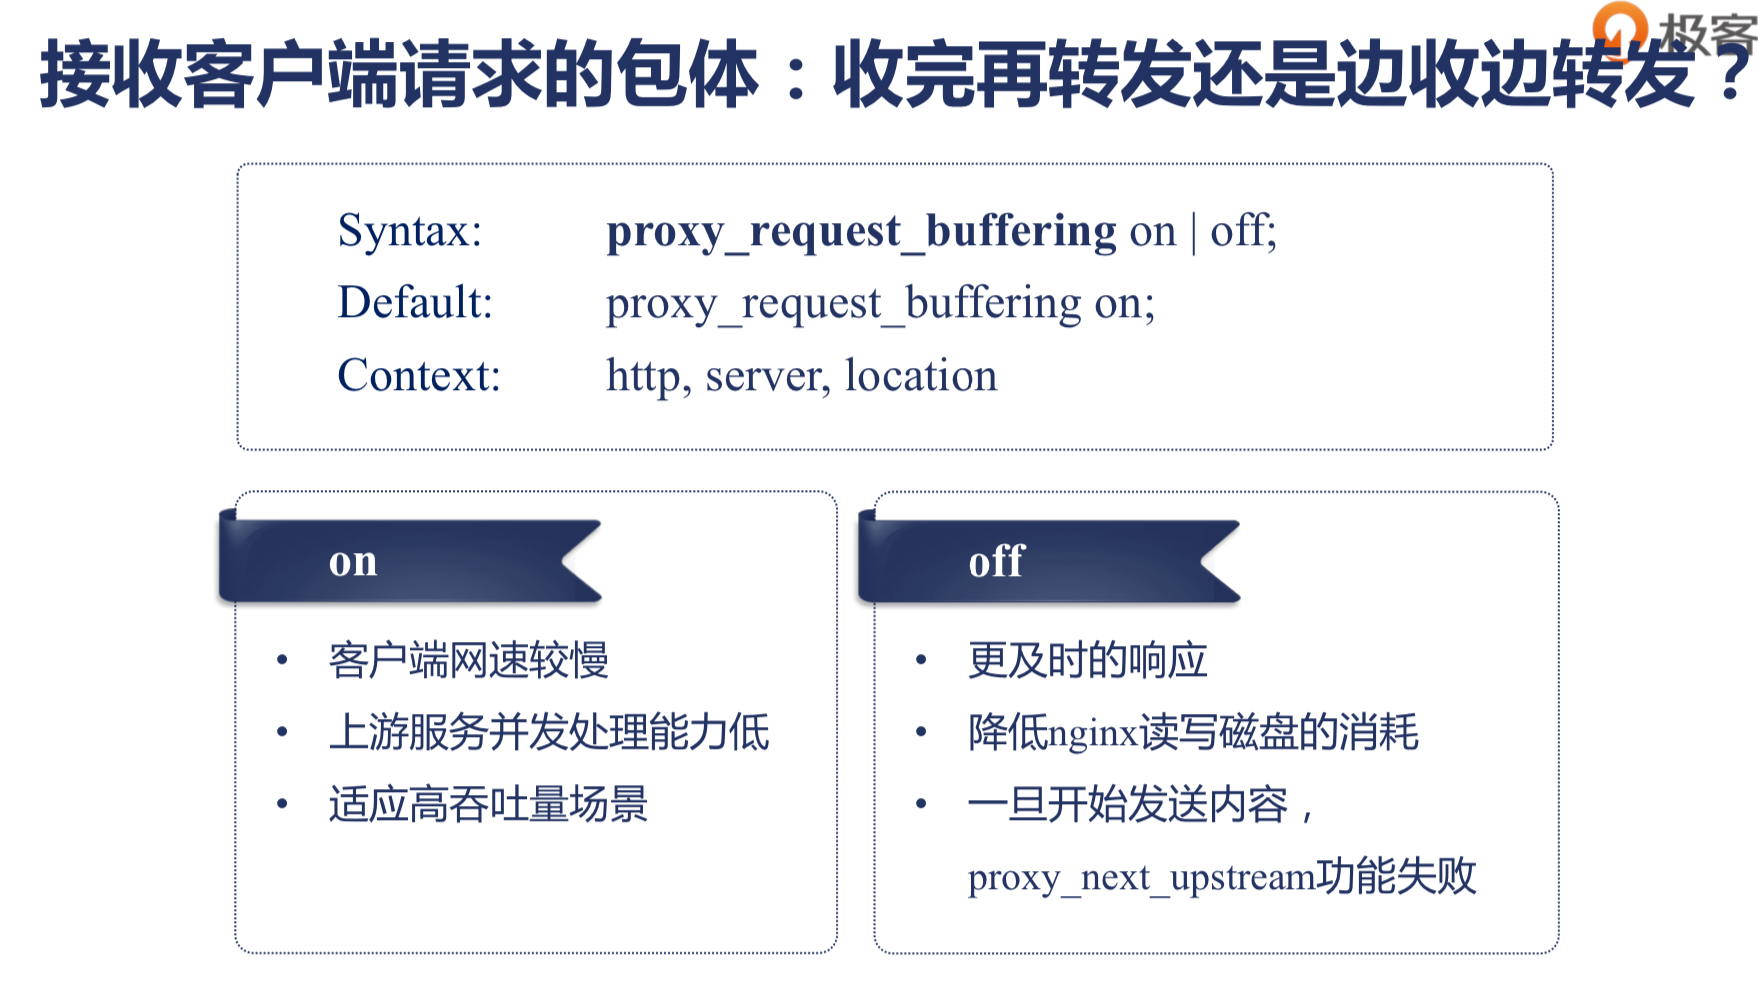 极客
接收客户端请求的包体：收完再转发还是边收边转发？
Syntax: proxy_request_buffering on | off;
Default: proxy_request_buffering on;
Context: http, server, location
on
• 客户端网速较慢
• 上游服务并发处理能力低
• 适应高吞吐量场景
off
• 更及时的响应
• 降低nginx读写磁盘的消耗
• 一旦开始发送内容，
proxy_next_upstream功能失败